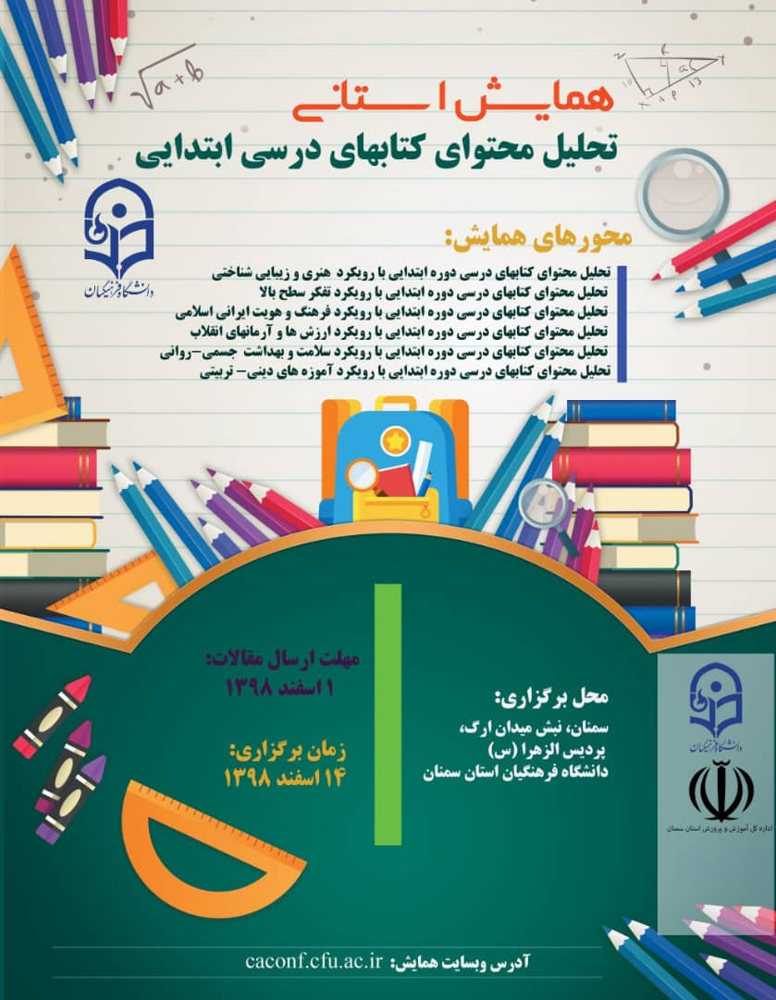 √a+b
همایش استانی
تحلیل محتوای کتابهای درسی ابتدایی
دانشگاه فرهنگیان
محورهای همایش:
تحلیل محتوای کتابهای درسی دوره ابتدایی با رویکرد هنری و زیبایی شناختی
تحلیل محتوای کتابهای درسی دوره ابتدایی با رویکرد تفکر سطح بالا
تحلیل محتوای کتابهای درسی دوره ابتدایی با رویکرد فرهنگ و هویت ایرانی اسلامی
تحلیل محتوای کتابهای درسی دوره ابتدایی با رویکرد ارزش ها و آرمانهای انقلاب
تحلیل محتوای کتابهای درسی دوره ابتدایی با رویکرد سلامت و بهداشت جسمی-روانی
تحلیل محتوای کتابهای درسی دوره ابتدایی با رویکرد آموزه های دینی- تربیتی
محل برگزاری:
سمنان، نبش میدان ارگ،
پردیس الزهرا (س)
دانشگاه فرهنگیان استان سمنان
مهلت ارسال مقالات:
۱ اسفند ۱۳۹۸
زمان برگزاری:
۱۴ اسفند ۱۳۹۸
دانشگاه فرهنگیان
اداره کل آموزش و پرورش استان سمنان
آدرس وبسایت همایش: caconf.cfu.ac.ir